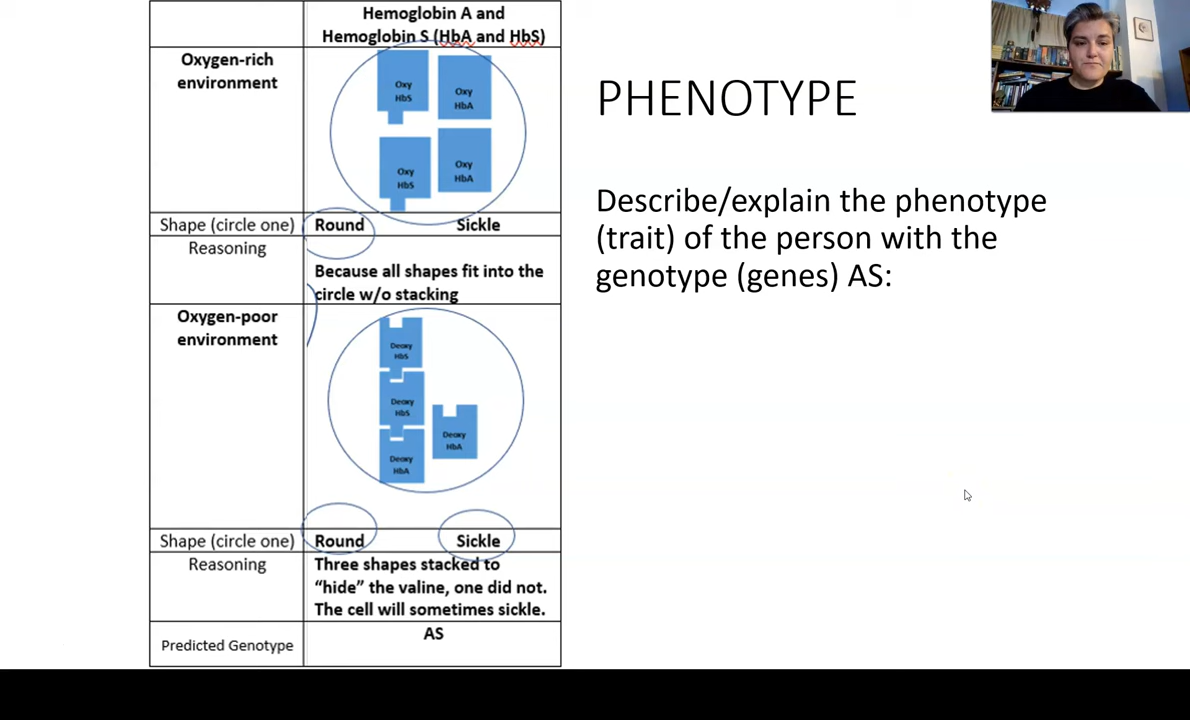 Hemoglobin A and
Hemoglobin S (HbA and HbS)
Oxygen-rich
environment
Oxy
HbS
Oxy
HbA
Oxy
HbS
Oxy
HbA
Shape (circle one)
Round
Sickle
Reasoning
Because all shapes fit into the
circle w/o stacking
Oxygen-poor
environment
Deoxy
HbS
Deoxy
HbS
Deoxy
HbA
Deoxy
HbA
Shape (circle one)
Round
Sickle
Reasoning
Three shapes stacked to
“hide” the valine, one did not.
The cell will sometimes sickle.
Predicted Genotype
AS
PHENOTYPE
Describe/explain the phenotype
(trait) of the person with the
genotype (genes) AS: